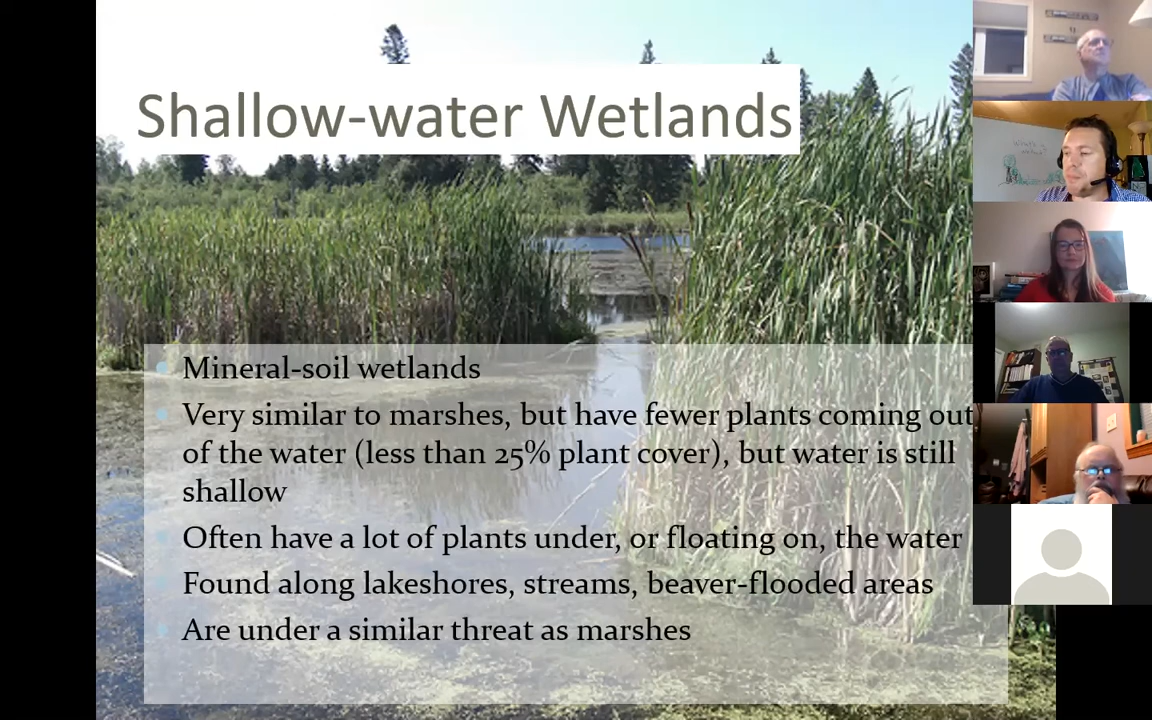 Shallow-water Wetlands
Mineral-soil wetlands
Very similar to marshes, but have fewer plants coming out
of the water (less than 25% plant cover), but water is still
shallow
Often have a lot of plants under, or floating on, the water
Found along lakeshores, streams, beaver-flooded areas
Are under a similar threat as marshes